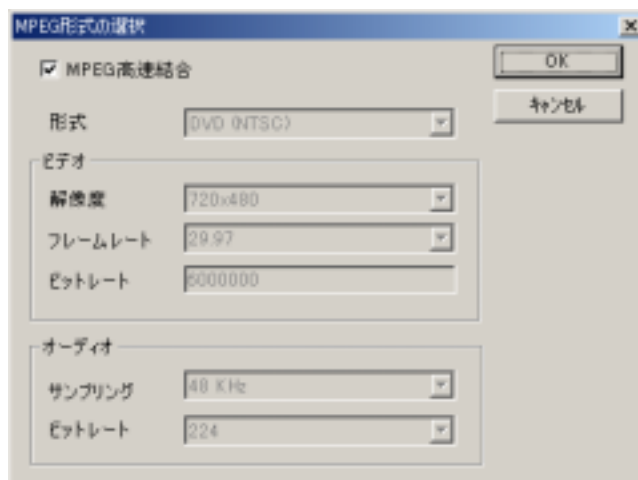 MPEG形式の選択
MPEG高速結合
OK
キャンセル
形式 DVD (NTSC)
ビデオ
解像度 720x480
フレームレート 29.97
ビットレート 6000000
オーディオ
サンプリング 48 KHz
ビットレート 224